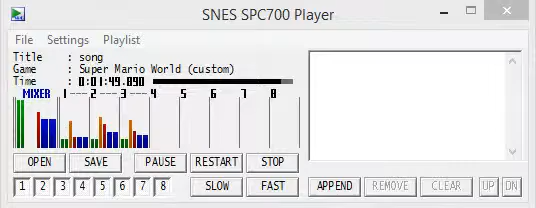 SNES SPC700 Player
File Settings Playlist
Title : song
Game : Super Mario World (custom)
Time : 0:01:49.890
MIXER 1 --- 2 --- 3 --- 4 5 6 7 8
OPEN SAVE PAUSE RESTART STOP
1 2 3 4 5 6 7 8 SLOW FAST APPEND REMOVE CLEAR UP DN